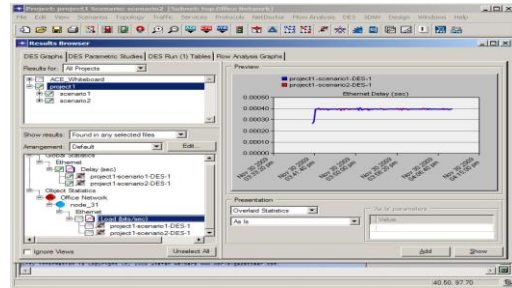 Project: project1 Scenario: scenario2 [Subnet: top.Office Network]
File Edit View Scenarios Topology Traffic Services Protocols NetDoctor Flow Analysis DES 3DNV Design Windows Help
Results Browser
DES Graphs DES Parametric Studies DES Run (1) Tables Flow Analysis Graphs
Results for: All Projects
ACE_Whiteboard
project1
scenario1
scenario2
Show results: Found in any selected files
Arrangement: Default Edit...
Global Statistics
Ethernet
Delay (sec)
project1-scenario1-DES-1
project1-scenario2-DES-1
Object Statistics
Office Network
node_31
Ethernet
Load (bits/sec)
project1-scenario1-DES-1
project1-scenario2-DES-1
Ignore Views Unselect All
Preview
project1-scenario1-DES-1
project1-scenario2-DES-1
Ethernet Delay (sec)
0.00050
0.00040
0.00030
0.00020
0.00010
0.00000
Presentation
Overlaid Statistics
As Is
'As Is' parameters
Value
Add Show
40.50, 97.70